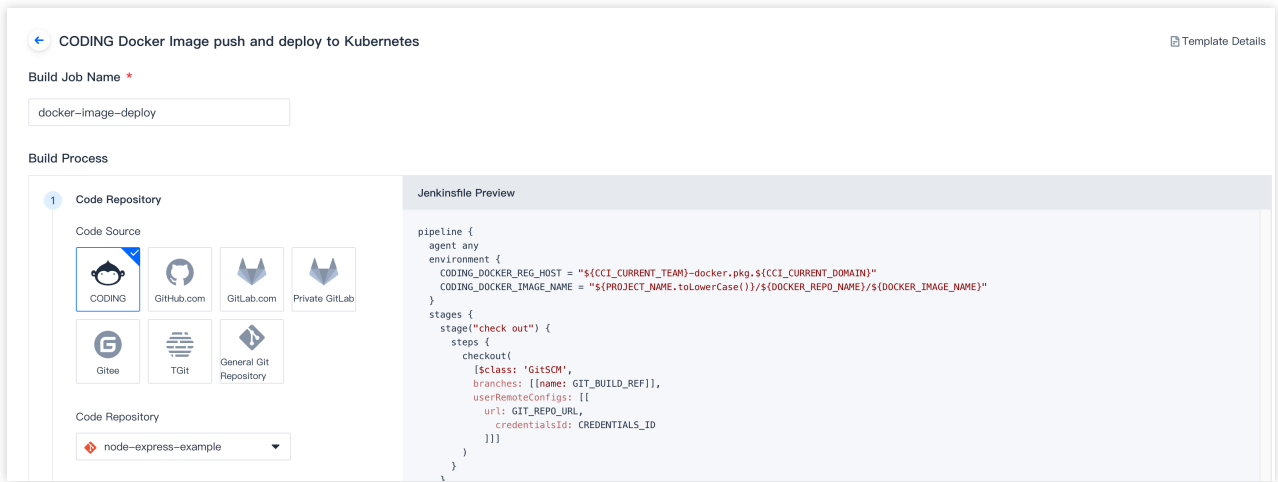 CODING Docker Image push and deploy to Kubernetes
Template Details
Build Job Name *
docker-image-deploy
Build Process
1 Code Repository
Code Source
CODING
GitHub.com
GitLab.com
Private GitLab
Gitee
TGit
General Git
Repository
Code Repository
node-express-example
Jenkinsfile Preview
pipeline {
  agent any
  environment {
    CODING_DOCKER_REG_HOST = "${CCI_CURRENT_TEAM}-docker.pkg.${CCI_CURRENT_DOMAIN}"
    CODING_DOCKER_IMAGE_NAME = "${PROJECT_NAME.toLowerCase()}/${DOCKER_REPO_NAME}/${DOCKER_IMAGE_NAME}"
  }
  stages {
    stage("check out") {
      steps {
        checkout(
          [$class: 'GitSCM',
          branches: [[name: GIT_BUILD_REF]],
          userRemoteConfigs: [[
            url: GIT_REPO_URL,
              credentialsId: CREDENTIALS_ID
            ]]]
        )
      }
    }